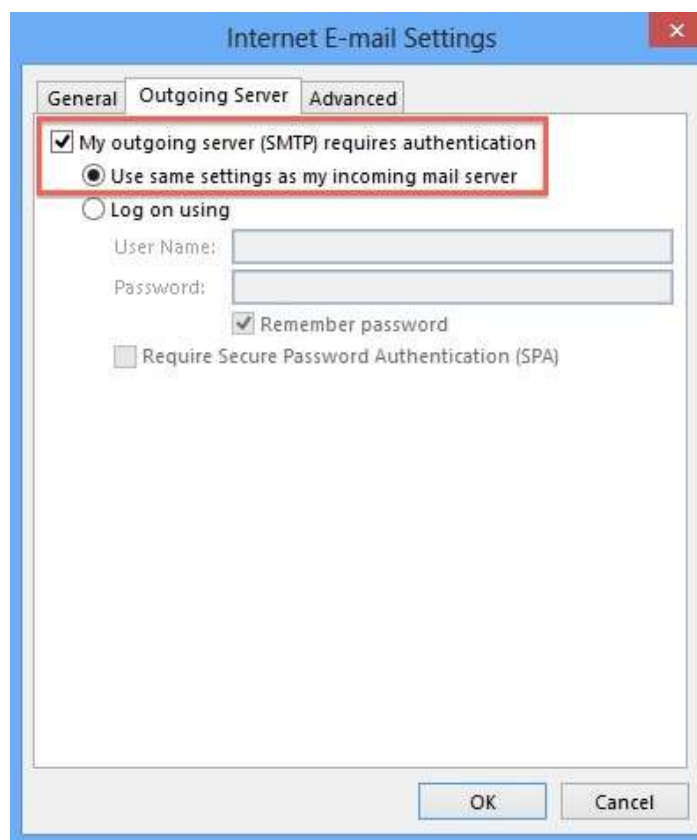 Internet E-mail Settings
General Outgoing Server Advanced
My outgoing server (SMTP) requires authentication
Use same settings as my incoming mail server
Log on using
User Name:
Password:
Remember password
Require Secure Password Authentication (SPA)
OK Cancel